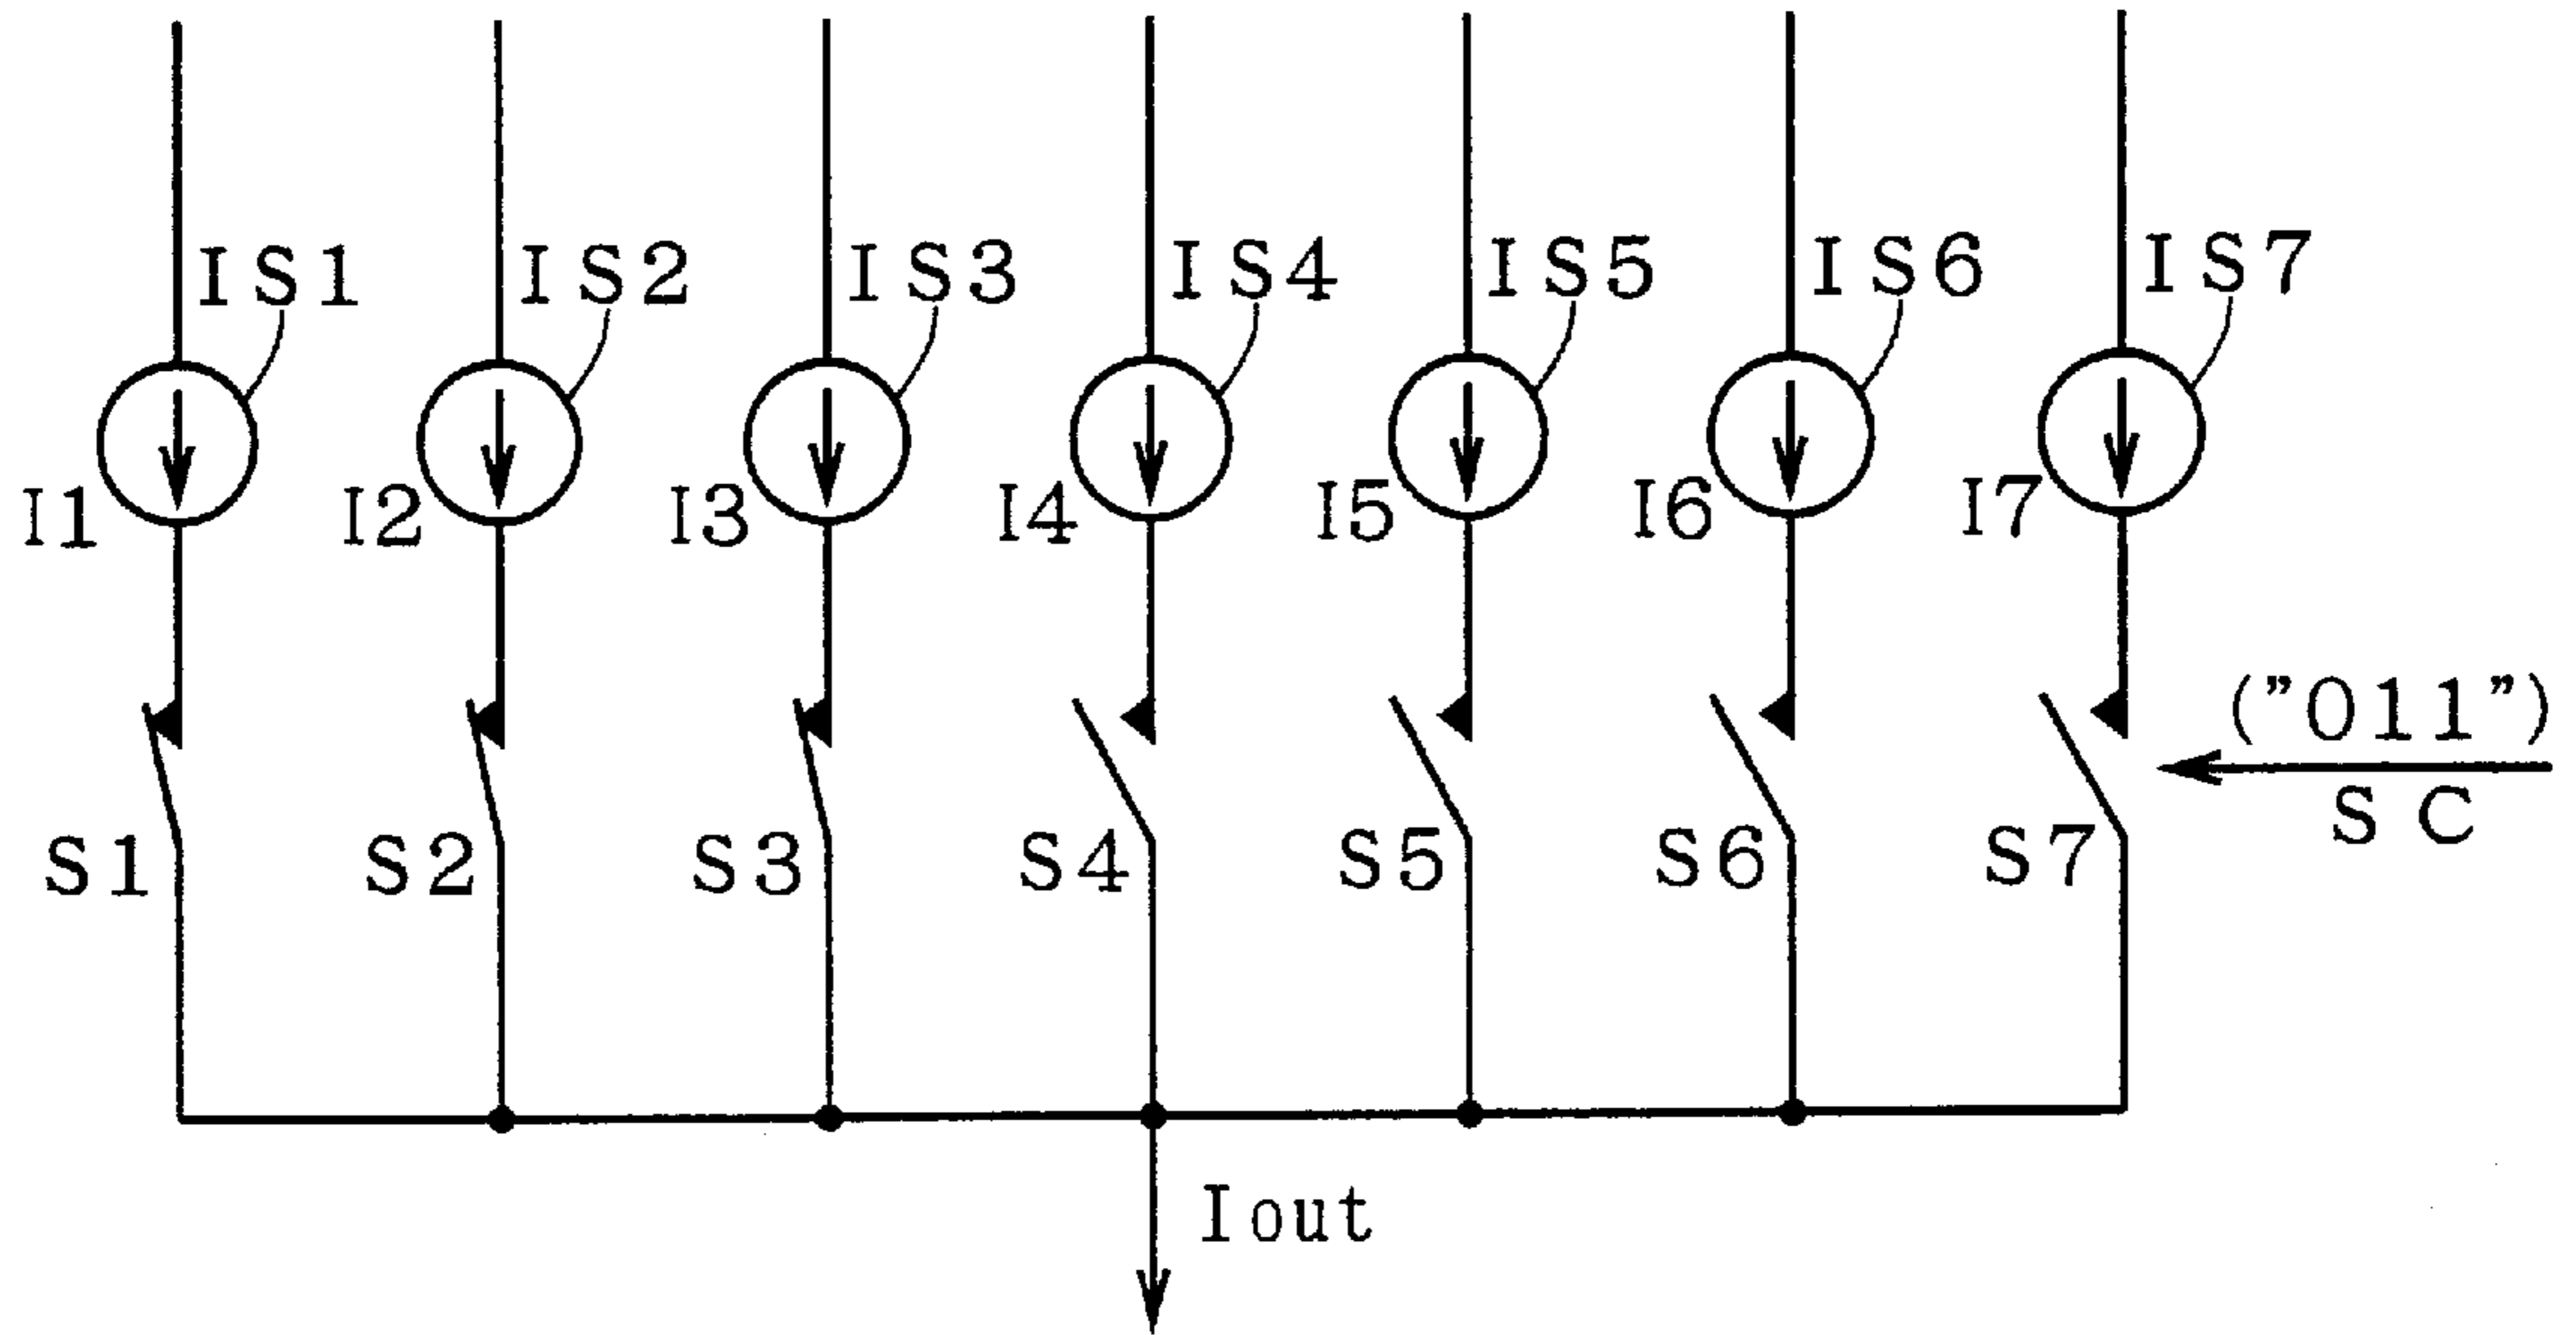 IS1 IS2 IS3 IS4 IS5 IS6 IS7
I1 I2 I3 I4 I5 I6 I7
("011")
SC
S1 S2 S3 S4 S5 S6 S7
Iout